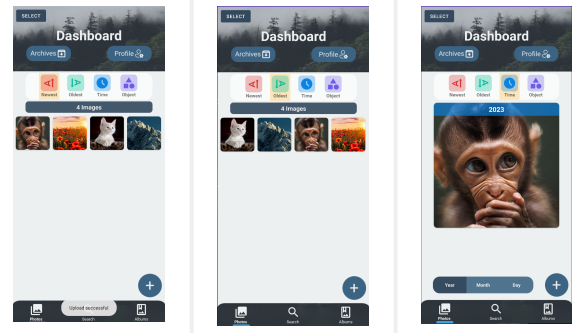 SELECT
Dashboard
Archives
Profile
Newest
Oldest
Time
Object
4 Images
Upload successful
Photos
Search
Albums
SELECT
Dashboard
Archives
Profile
Newest
Oldest
Time
Object
4 Images
Photos
Search
Albums
SELECT
Dashboard
Archives
Profile
Newest
Oldest
Time
Object
2023
Year
Month
Day
Photos
Search
Albums